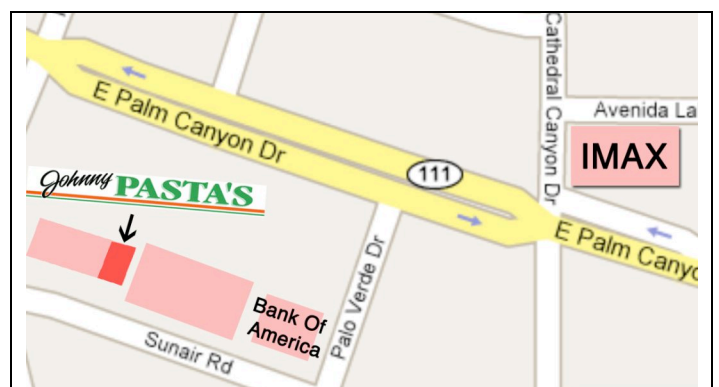 Cathedral Canyon Dr
E Palm Canyon Dr
Avenida La
IMAX
111
Johnny PASTA'S
E Palm Canyo
Palo Verde Dr
Bank Of
America
Sunair Rd